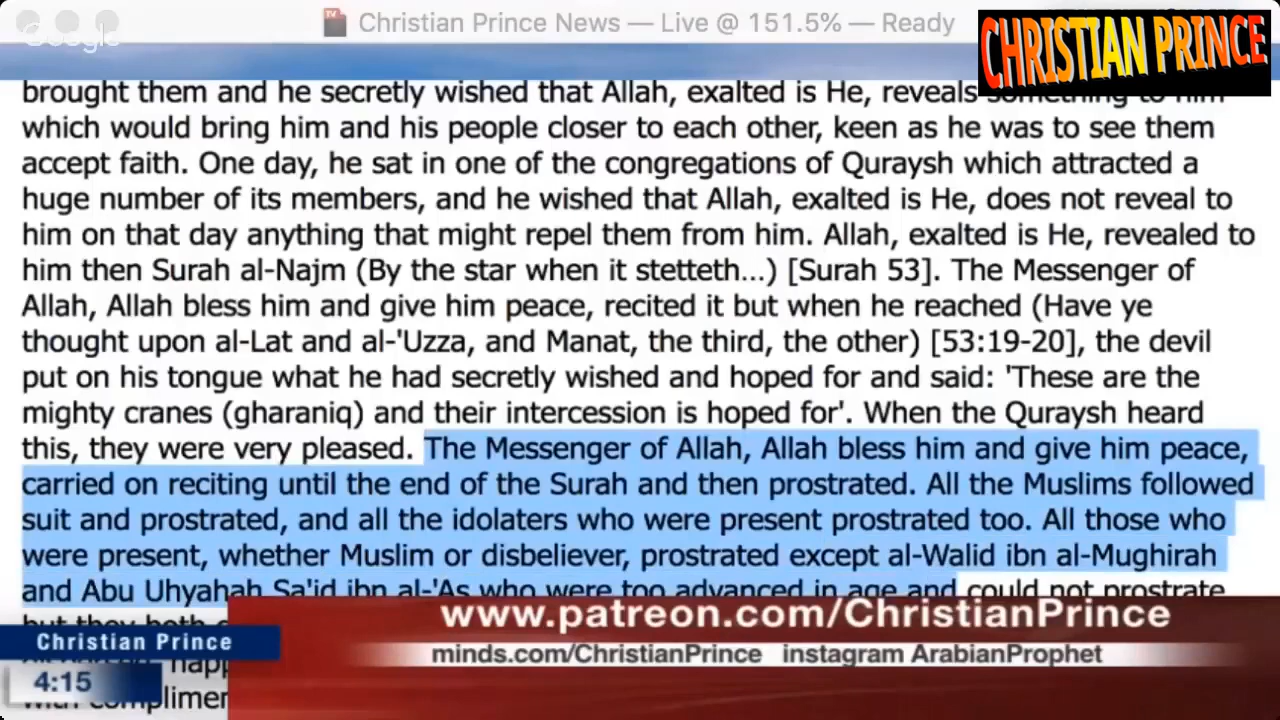 Christian Prince News — Live @ 151.5% — Ready
Google
CHRISTIAN PRINCE
brought them and he secretly wished that Allah, exalted is He, reveals something to him
which would bring him and his people closer to each other, keen as he was to see them
accept faith. One day, he sat in one of the congregations of Quraysh which attracted a
huge number of its members, and he wished that Allah, exalted is He, does not reveal to
him on that day anything that might repel them from him. Allah, exalted is He, revealed to
him then Surah al-Najm (By the star when it stetteth...) [Surah 53]. The Messenger of
Allah, Allah bless him and give him peace, recited it but when he reached (Have ye
thought upon al-Lat and al-'Uzza, and Manat, the third, the other) [53:19-20], the devil
put on his tongue what he had secretly wished and hoped for and said: 'These are the
mighty cranes (gharaniq) and their intercession is hoped for'. When the Quraysh heard
this, they were very pleased. The Messenger of Allah, Allah bless him and give him peace,
carried on reciting until the end of the Surah and then prostrated. All the Muslims followed
suit and prostrated, and all the idolaters who were present prostrated too. All those who
were present, whether Muslim or disbeliever, prostrated except al-Walid ibn al-Mughirah
and Abu Uhyahah Sa'id ibn al-'As who were too advanced in age and could not prostrate
but they both
www.patreon.com/ChristianPrince
Christian Prince
minds.com/ChristianPrince instagram ArabianProphet
4:15
with